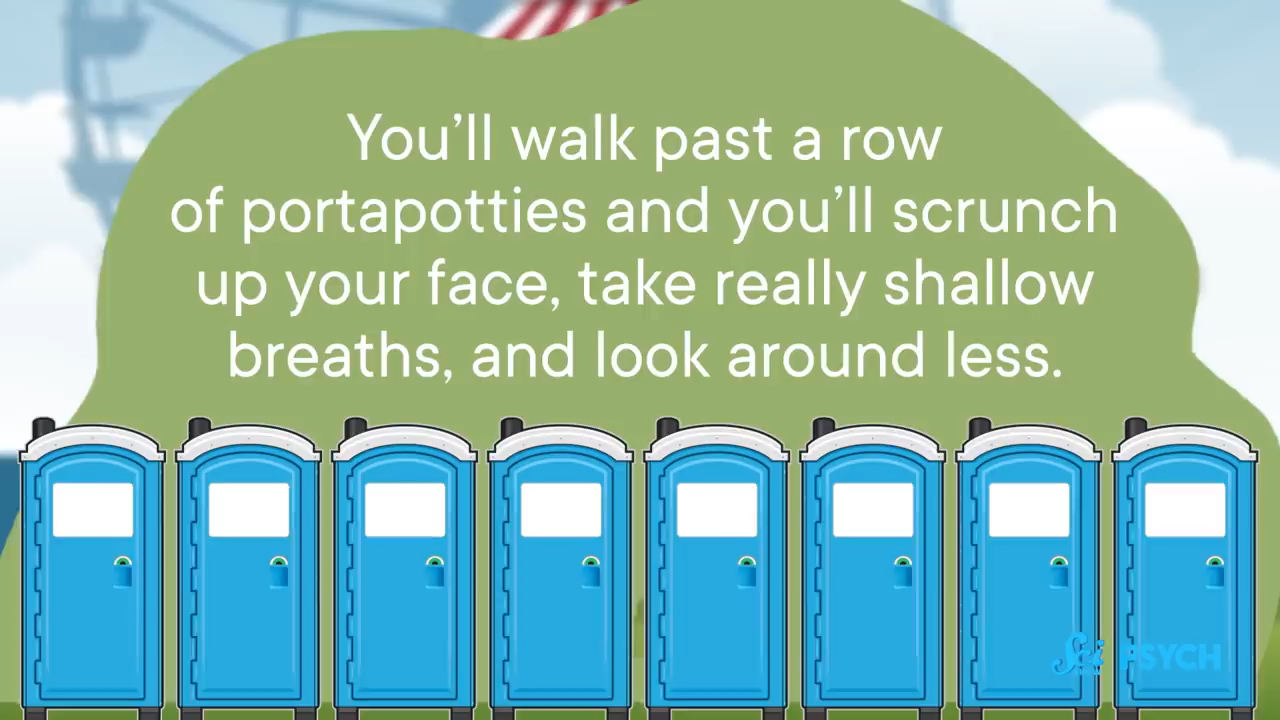 You'll walk past a row
of portapotties and you'll scrunch
up your face, take really shallow
breaths, and look around less.
Sci PSYCH